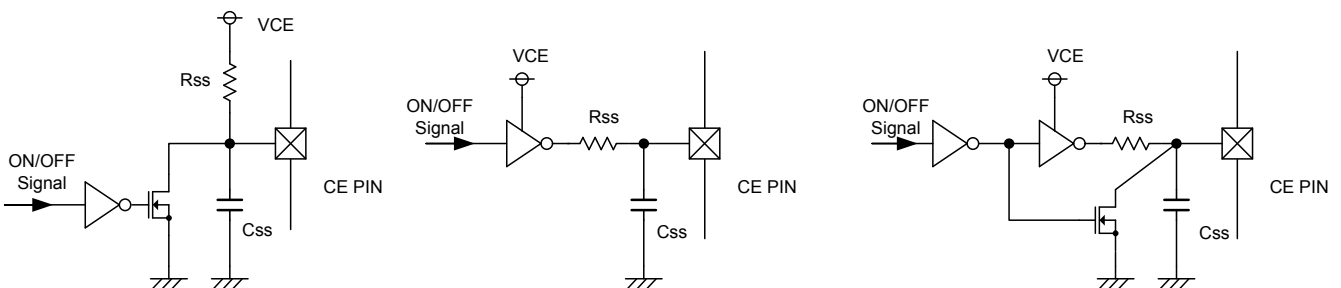 VCE
Rss
ON/OFF
Signal
CE PIN
Css
VCE
ON/OFF
Signal
Rss
CE PIN
Css
VCE
ON/OFF
Signal
Rss
CE PIN
Css